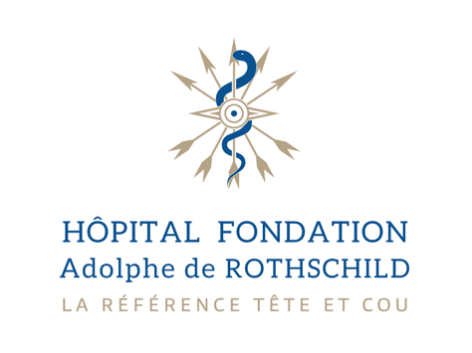 HÔPITAL FONDATION
Adolphe de ROTHSCHILD
LA RÉFÉRENCE TÊTE ET COU